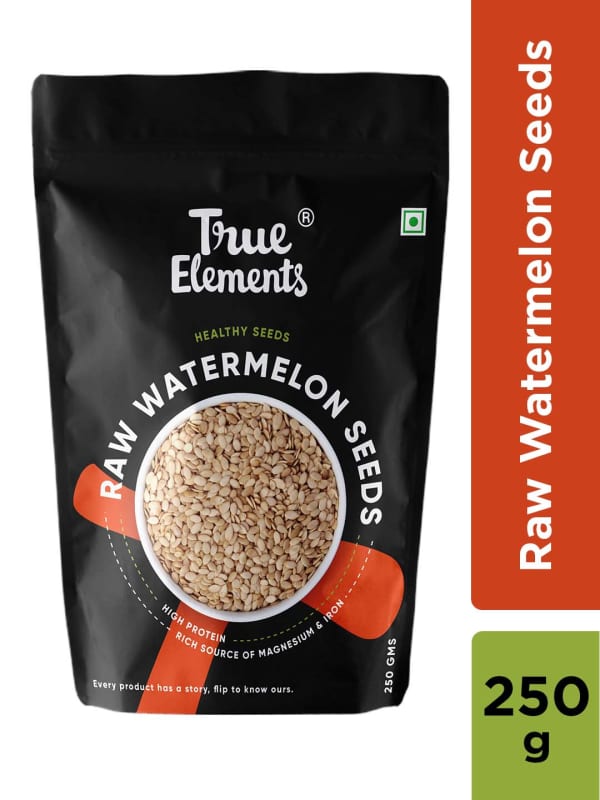 True ®
Elements
HEALTHY SEEDS
RAW WATERMELON SEEDS
HIGH PROTEIN
RICH SOURCE OF MAGNESIUM & IRON
Every product has a story, flip to know ours.
250 GMS
Raw Watermelon Seeds
250
g